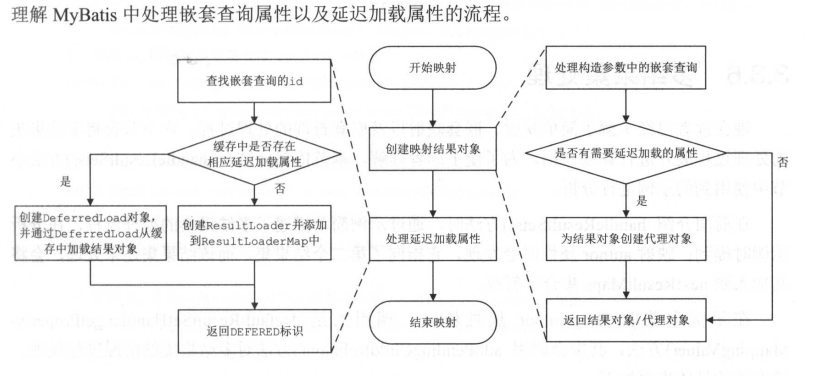 理解 MyBatis 中处理嵌套查询属性以及延迟加载属性的流程。
查找嵌套查询的id
缓存中是否存在
相应延迟加载属性
是
否
创建DeferredLoad对象,
并通过DeferredLoad从缓
存中加载结果对象
创建ResultLoader并添加
到ResultLoaderMap中
返回DEFERRED标识
开始映射
创建映射结果对象
处理延迟加载属性
结束映射
处理构造参数中的嵌套查询
是否有需要延迟加载的属性
否
是
为结果对象创建代理对象
返回结果对象/代理对象